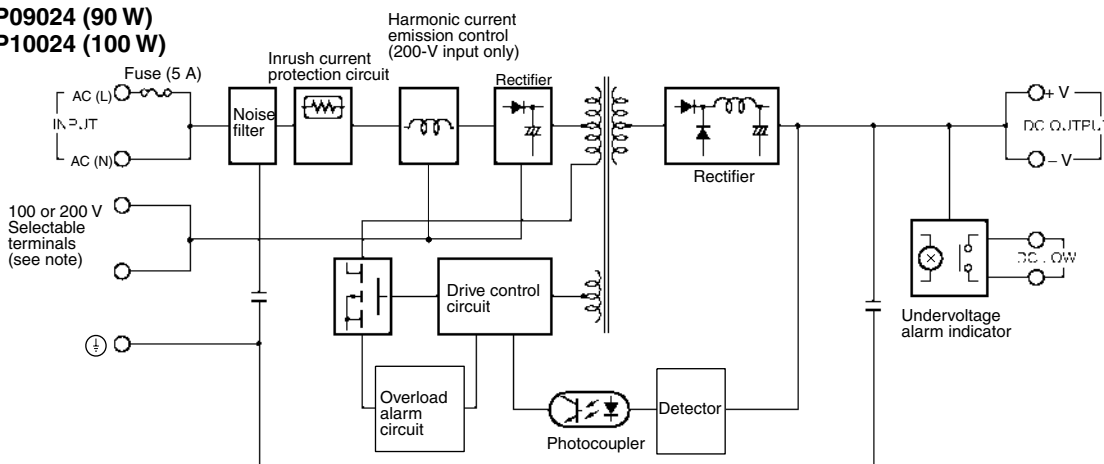 P09024 (90 W)
P10024 (100 W)
Harmonic current
emission control
(200-V input only)
Inrush current
protection circuit
Fuse (5 A)
Rectifier
AC (L)
INPUT
AC (N)
Noise
filter
+ V
DC OUTPUT
– V
Rectifier
100 or 200 V
Selectable
terminals
(see note)
Drive control
circuit
DC LOW
Undervoltage
alarm indicator
Overload
alarm
circuit
Detector
Photocoupler